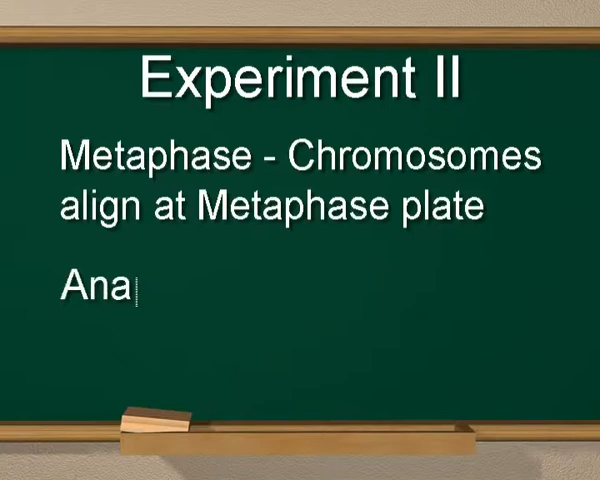 Experiment II
Metaphase - Chromosomes
align at Metaphase plate
Ana